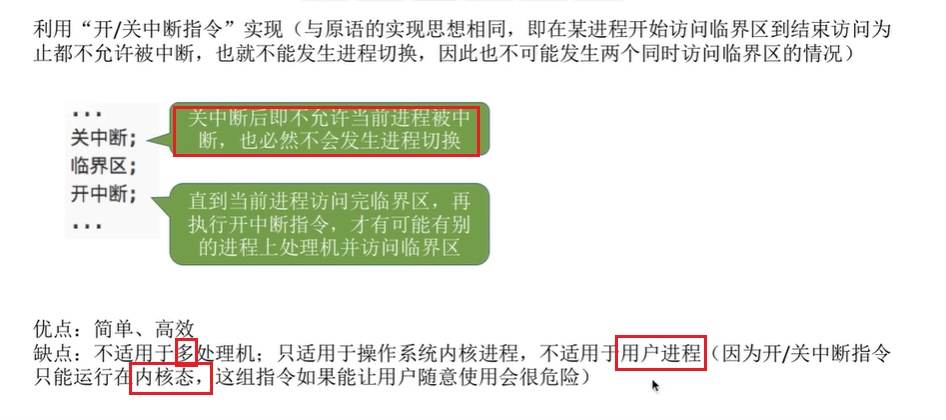 利用“开/关中断指令”实现（与原语的实现思想相同，即在某进程开始访问临界区到结束访问为
止都不允许被中断，也就不能发生进程切换，因此也不可能发生两个同时访问临界区的情况）
...
关中断;
临界区;
开中断;
...
关中断后即不允许当前进程被中
断，也必然不会发生进程切换
直到当前进程访问完临界区，再
执行开中断指令，才有可能有别
的进程上处理机并访问临界区
优点：简单、高效
缺点：不适用于多处理机；只适用于操作系统内核进程，不适用于用户进程（因为开/关中断指令
只能运行在内核态，这组指令如果能让用户随意使用会很危险）